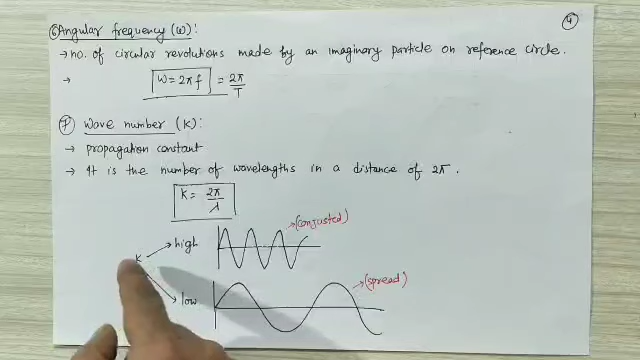 4
⑥ Angular frequency (ω):
→ no. of circular revolutions made by an imaginary particle on reference circle.
→ ω = 2πf = 2π/T
⑦ Wave number (K):
→ propagation constant
→ It is the number of wavelengths in a distance of 2π.
K = 2π/λ
(conjusted)
K → high
(spread)
→ low